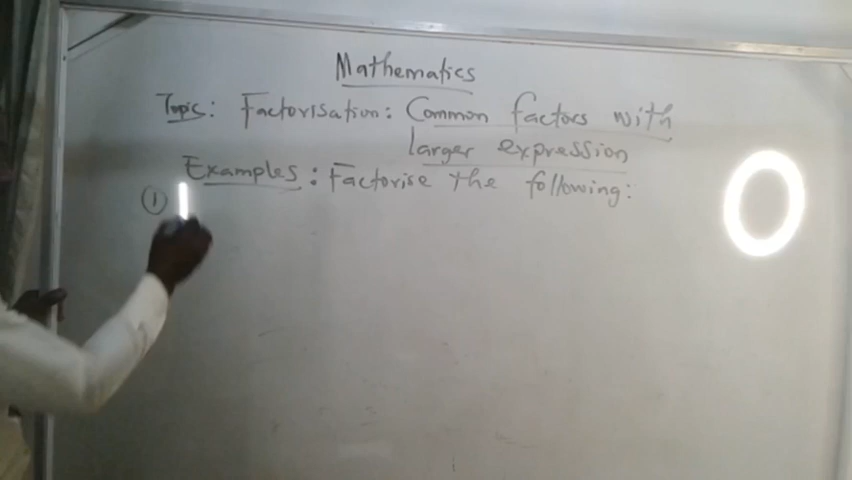 Mathematics
Topic: Factorisation: Common factors with
larger expression
Examples: Factorise the following:
①